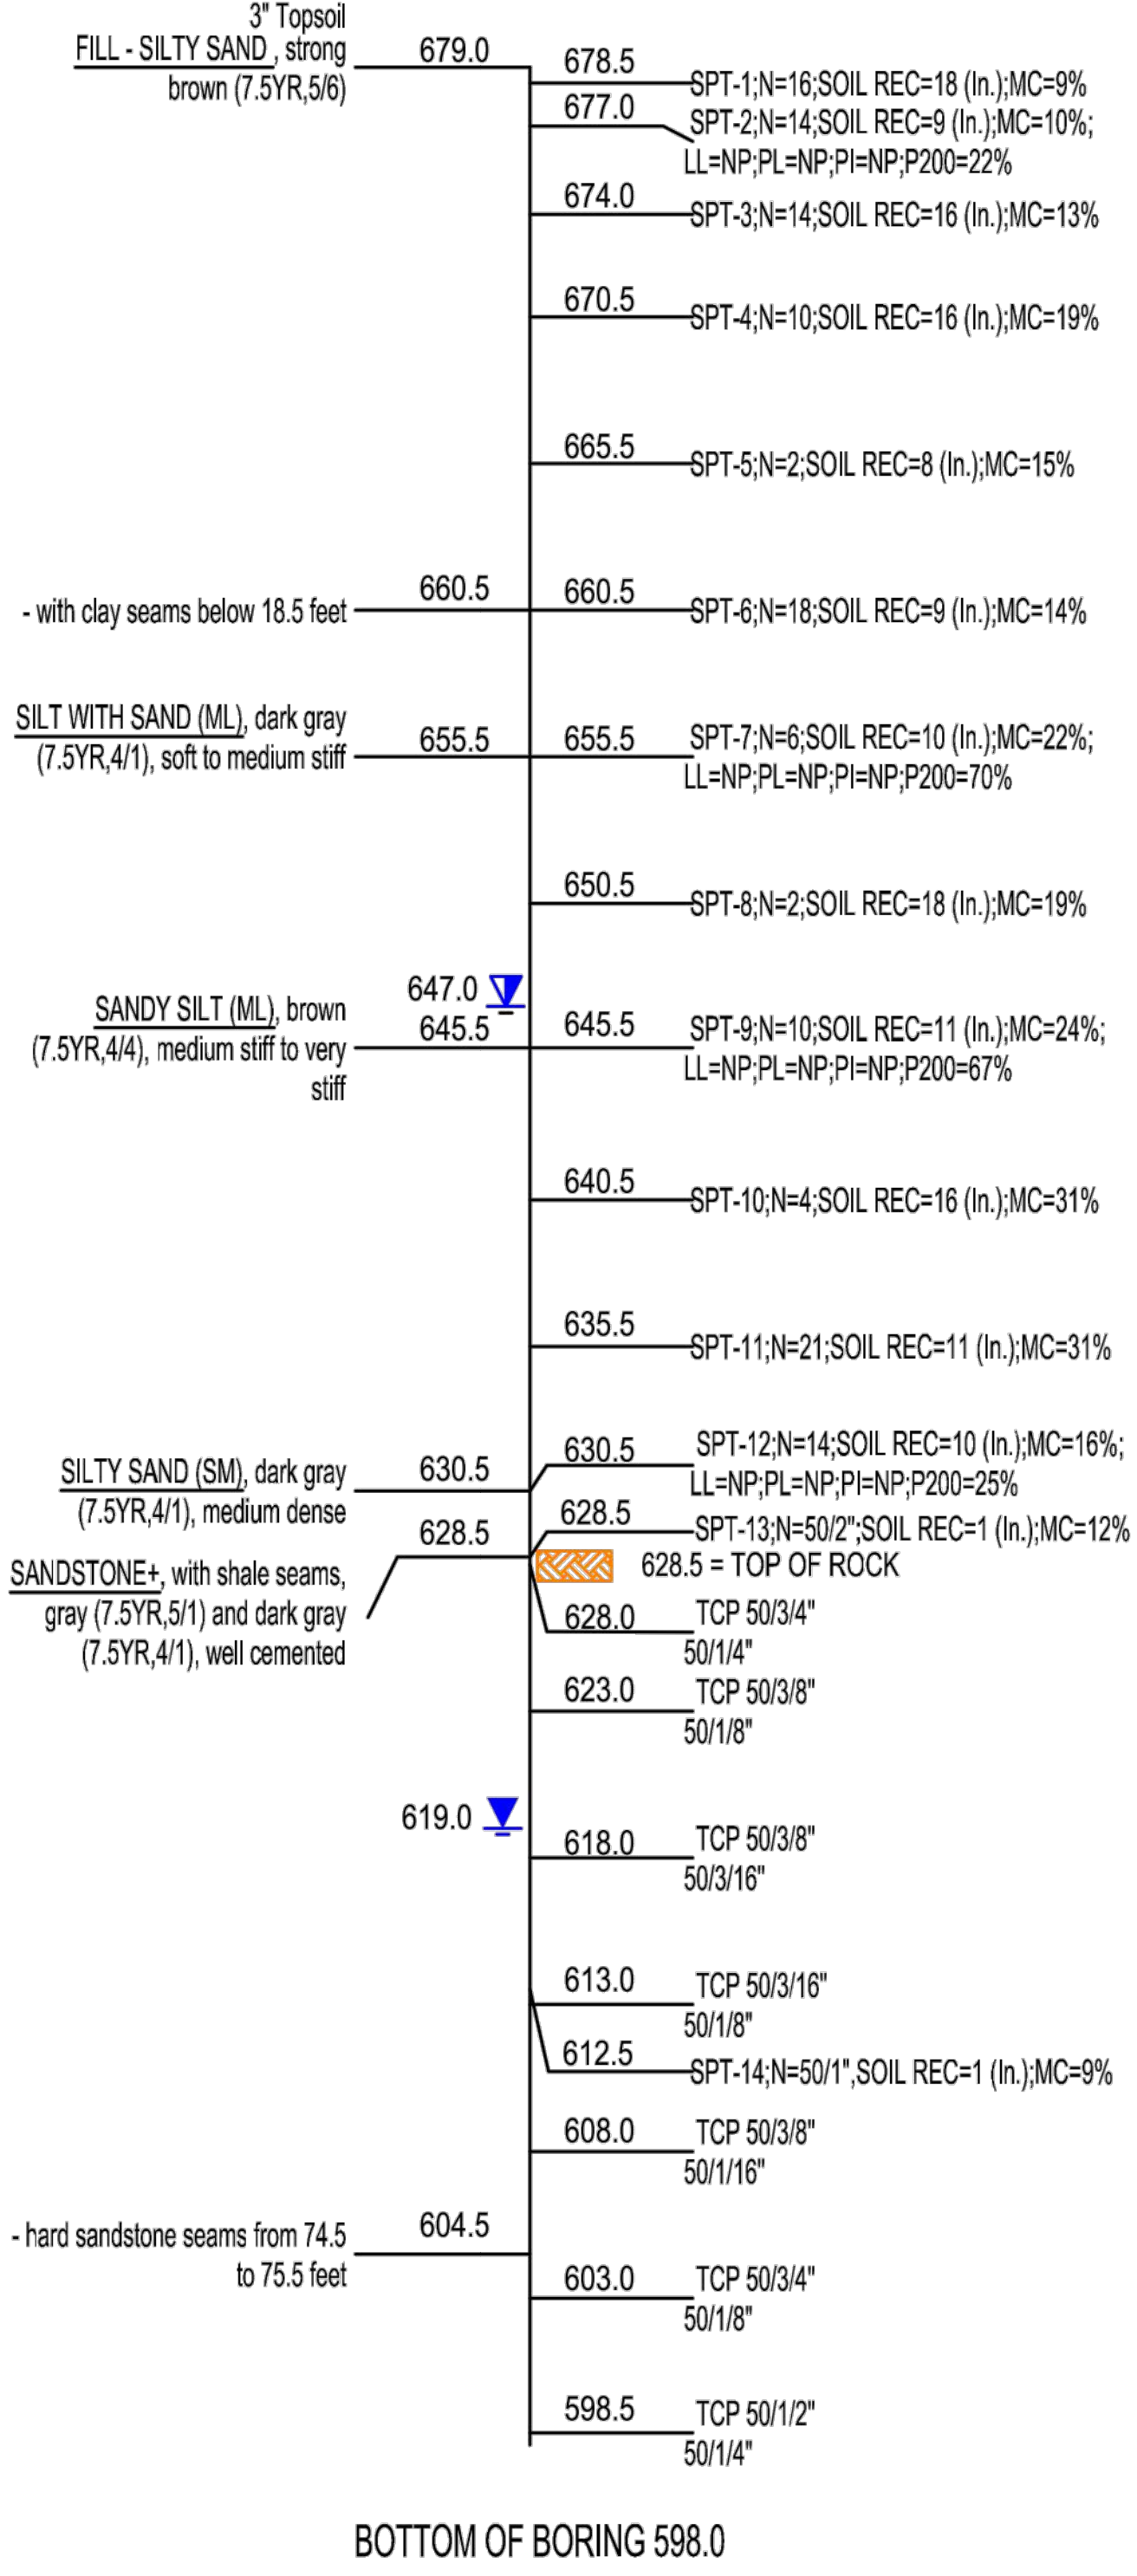 3" Topsoil
FILL - SILTY SAND , strong
brown (7.5YR,5/6)
679.0
678.5
SPT-1;N=16;SOIL REC=18 (In.);MC=9%
677.0
SPT-2;N=14;SOIL REC=9 (In.);MC=10%;
LL=NP;PL=NP;PI=NP;P200=22%
674.0
SPT-3;N=14;SOIL REC=16 (In.);MC=13%
670.5
SPT-4;N=10;SOIL REC=16 (In.);MC=19%
665.5
SPT-5;N=2;SOIL REC=8 (In.);MC=15%
- with clay seams below 18.5 feet
660.5
660.5
SPT-6;N=18;SOIL REC=9 (In.);MC=14%
SILT WITH SAND (ML), dark gray
(7.5YR,4/1), soft to medium stiff
655.5
655.5
SPT-7;N=6;SOIL REC=10 (In.);MC=22%;
LL=NP;PL=NP;PI=NP;P200=70%
650.5
SPT-8;N=2;SOIL REC=18 (In.);MC=19%
647.0
SANDY SILT (ML), brown
(7.5YR,4/4), medium stiff to very
stiff
645.5
645.5
SPT-9;N=10;SOIL REC=11 (In.);MC=24%;
LL=NP;PL=NP;PI=NP;P200=67%
640.5
SPT-10;N=4;SOIL REC=16 (In.);MC=31%
635.5
SPT-11;N=21;SOIL REC=11 (In.);MC=31%
SILTY SAND (SM), dark gray
(7.5YR,4/1), medium dense
630.5
630.5
SPT-12;N=14;SOIL REC=10 (In.);MC=16%;
LL=NP;PL=NP;PI=NP;P200=25%
628.5
628.5
SPT-13;N=50/2";SOIL REC=1 (In.);MC=12%
628.5 = TOP OF ROCK
SANDSTONE+, with shale seams,
gray (7.5YR,5/1) and dark gray
(7.5YR,4/1), well cemented
628.0
TCP 50/3/4"
50/1/4"
623.0
TCP 50/3/8"
50/1/8"
619.0
618.0
TCP 50/3/8"
50/3/16"
613.0
TCP 50/3/16"
50/1/8"
612.5
SPT-14;N=50/1",SOIL REC=1 (In.);MC=9%
608.0
TCP 50/3/8"
50/1/16"
- hard sandstone seams from 74.5
to 75.5 feet
604.5
603.0
TCP 50/3/4"
50/1/8"
598.5
TCP 50/1/2"
50/1/4"
BOTTOM OF BORING 598.0